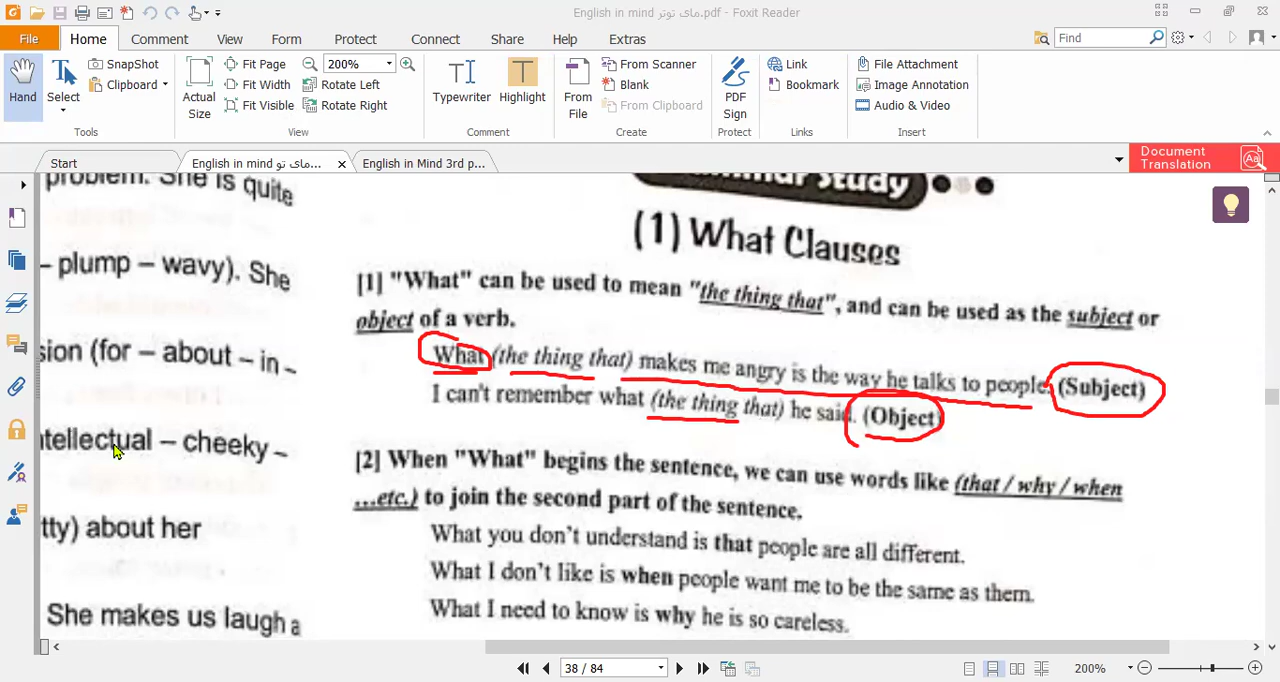 English in mind مای توتر.pdf - Foxit Reader
File
Home
Comment
View
Form
Protect
Connect
Share
Help
Extras
Find
Hand
Select
SnapShot
Clipboard
Tools
Actual
Size
Fit Page
Fit Width
Fit Visible
200%
Rotate Left
Rotate Right
View
Typewriter
Highlight
Comment
From
File
From Scanner
Blank
From Clipboard
Create
PDF
Sign
Protect
Link
Bookmark
Links
File Attachment
Image Annotation
Audio & Video
Insert
Start
English in mind مای تو...
English in Mind 3rd p...
Document
Translation
problem. She is quite
– plump – wavy). She
sion (for – about – in –
ntellectual – cheeky –
tty) about her
She makes us laugh a
Study
(1) What Clauses
[1] "What" can be used to mean "the thing that", and can be used as the subject or
object of a verb.
What (the thing that) makes me angry is the way he talks to people. (Subject)
I can't remember what (the thing that) he said. (Object)
[2] When "What" begins the sentence, we can use words like (that / why / when
...etc.) to join the second part of the sentence.
What you don't understand is that people are all different.
What I don't like is when people want me to be the same as them.
What I need to know is why he is so careless.
38 / 84
200%